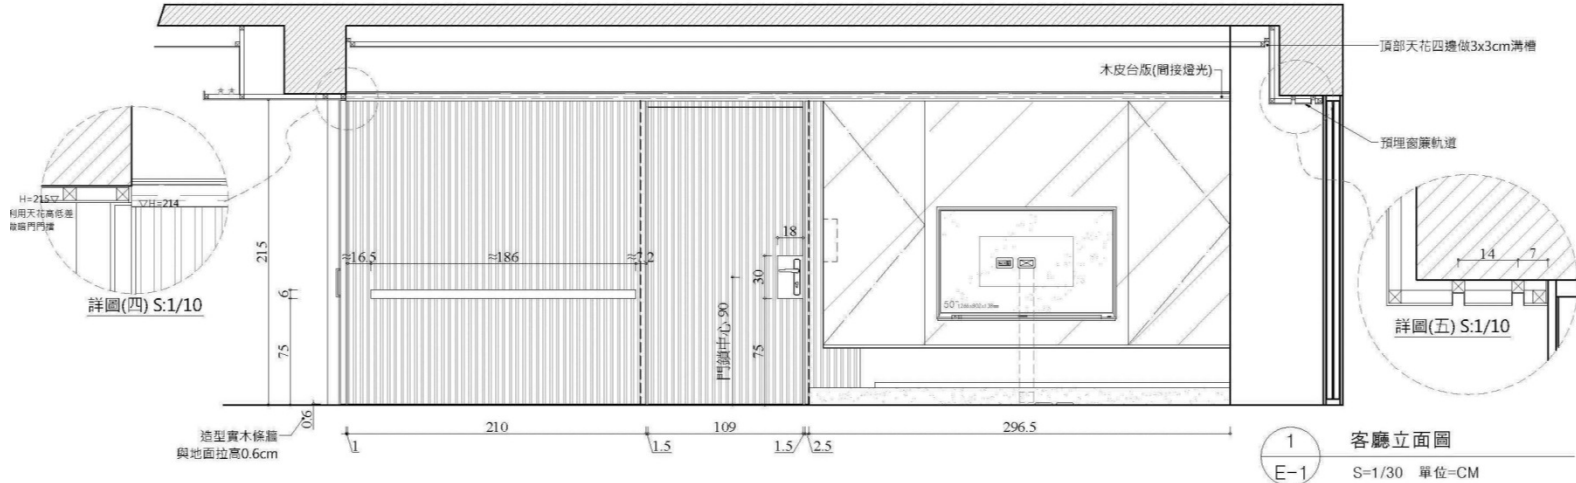 頂部天花四邊做3x3cm溝槽
木皮台版(間接燈光)
預埋窗簾軌道
H=215
H=214
利用天花高低差
做暗門門擋
詳圖(四) S:1/10
215
≈16.5
≈186
≈7.2
18
30
6
75
門鎖中心 90
75
50"
14
7
詳圖(五) S:1/10
0.6
造型實木條牆
與地面拉高0.6cm
1
210
1.5
109
1.5
2.5
296.5
1
E-1
客廳立面圖
S=1/30 單位=CM